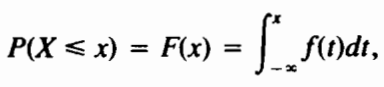 P(X ≤ x) = F(x) = ∫_{-∞}^{x} f(t)dt,